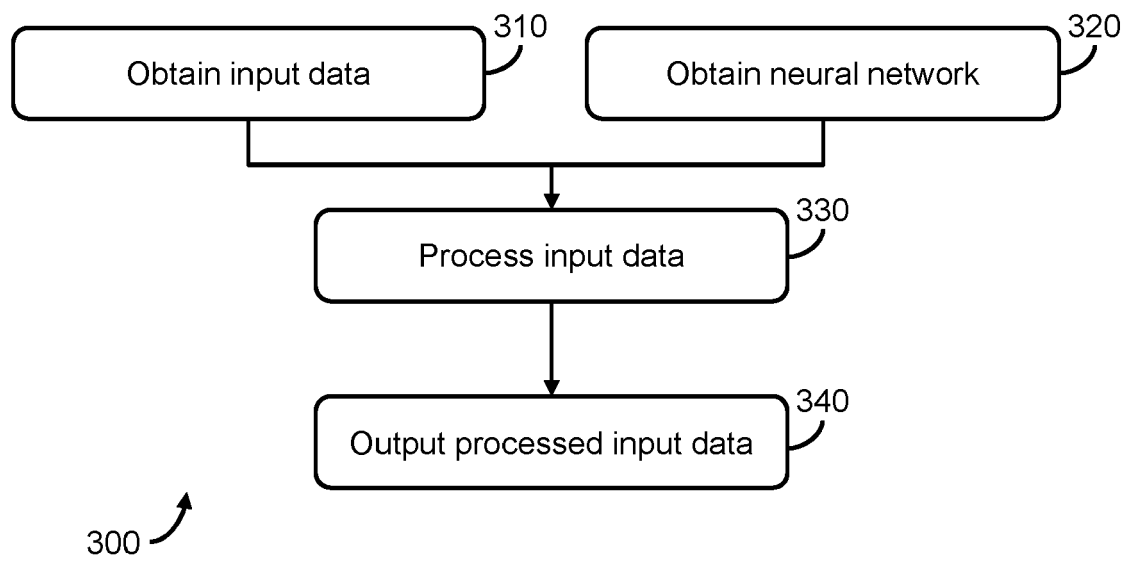 310
320
Obtain input data
Obtain neural network
330
Process input data
340
Output processed input data
300